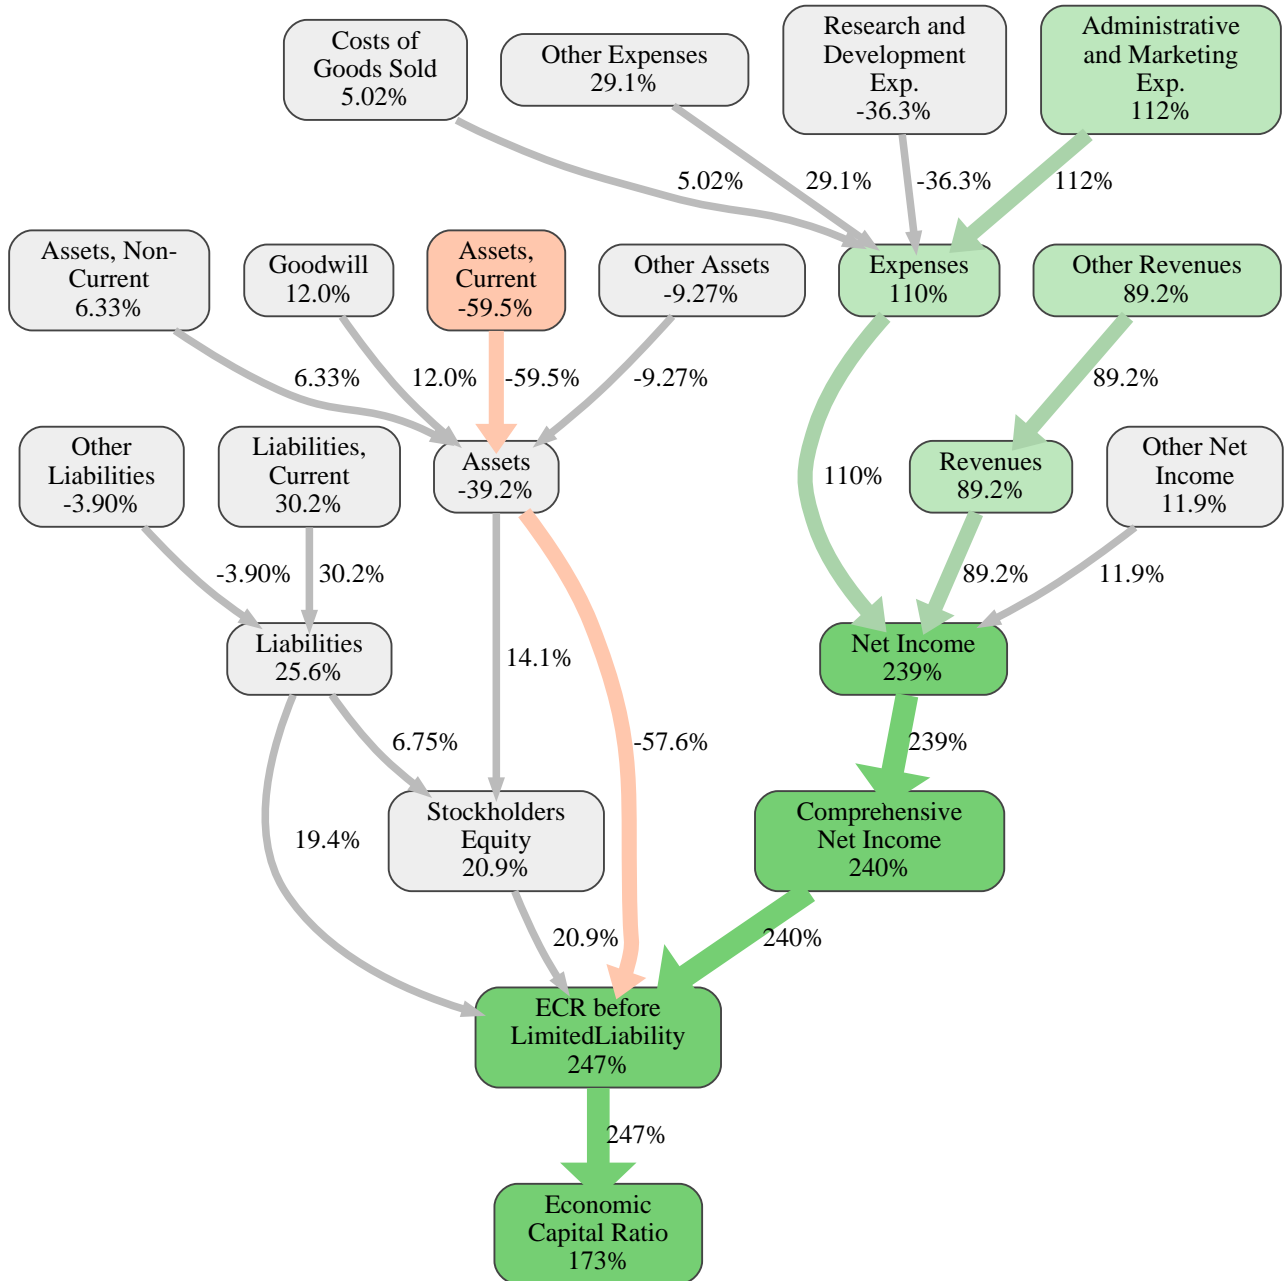 Costs of
Goods Sold
5.02%
Other Expenses
29.1%
Research and
Development
Exp.
-36.3%
Administrative
and Marketing
Exp.
112%
5.02%
29.1%
-36.3%
112%
Assets, Non-
Current
6.33%
Goodwill
12.0%
Assets,
Current
-59.5%
Other Assets
-9.27%
Expenses
110%
Other Revenues
89.2%
6.33%
12.0%
-59.5%
-9.27%
89.2%
Other
Liabilities
-3.90%
Liabilities,
Current
30.2%
Assets
-39.2%
110%
Revenues
89.2%
Other Net
Income
11.9%
-3.90%
30.2%
89.2%
11.9%
Liabilities
25.6%
14.1%
Net Income
239%
6.75%
-57.6%
239%
19.4%
Stockholders
Equity
20.9%
Comprehensive
Net Income
240%
20.9%
240%
ECR before
LimitedLiability
247%
247%
Economic
Capital Ratio
173%